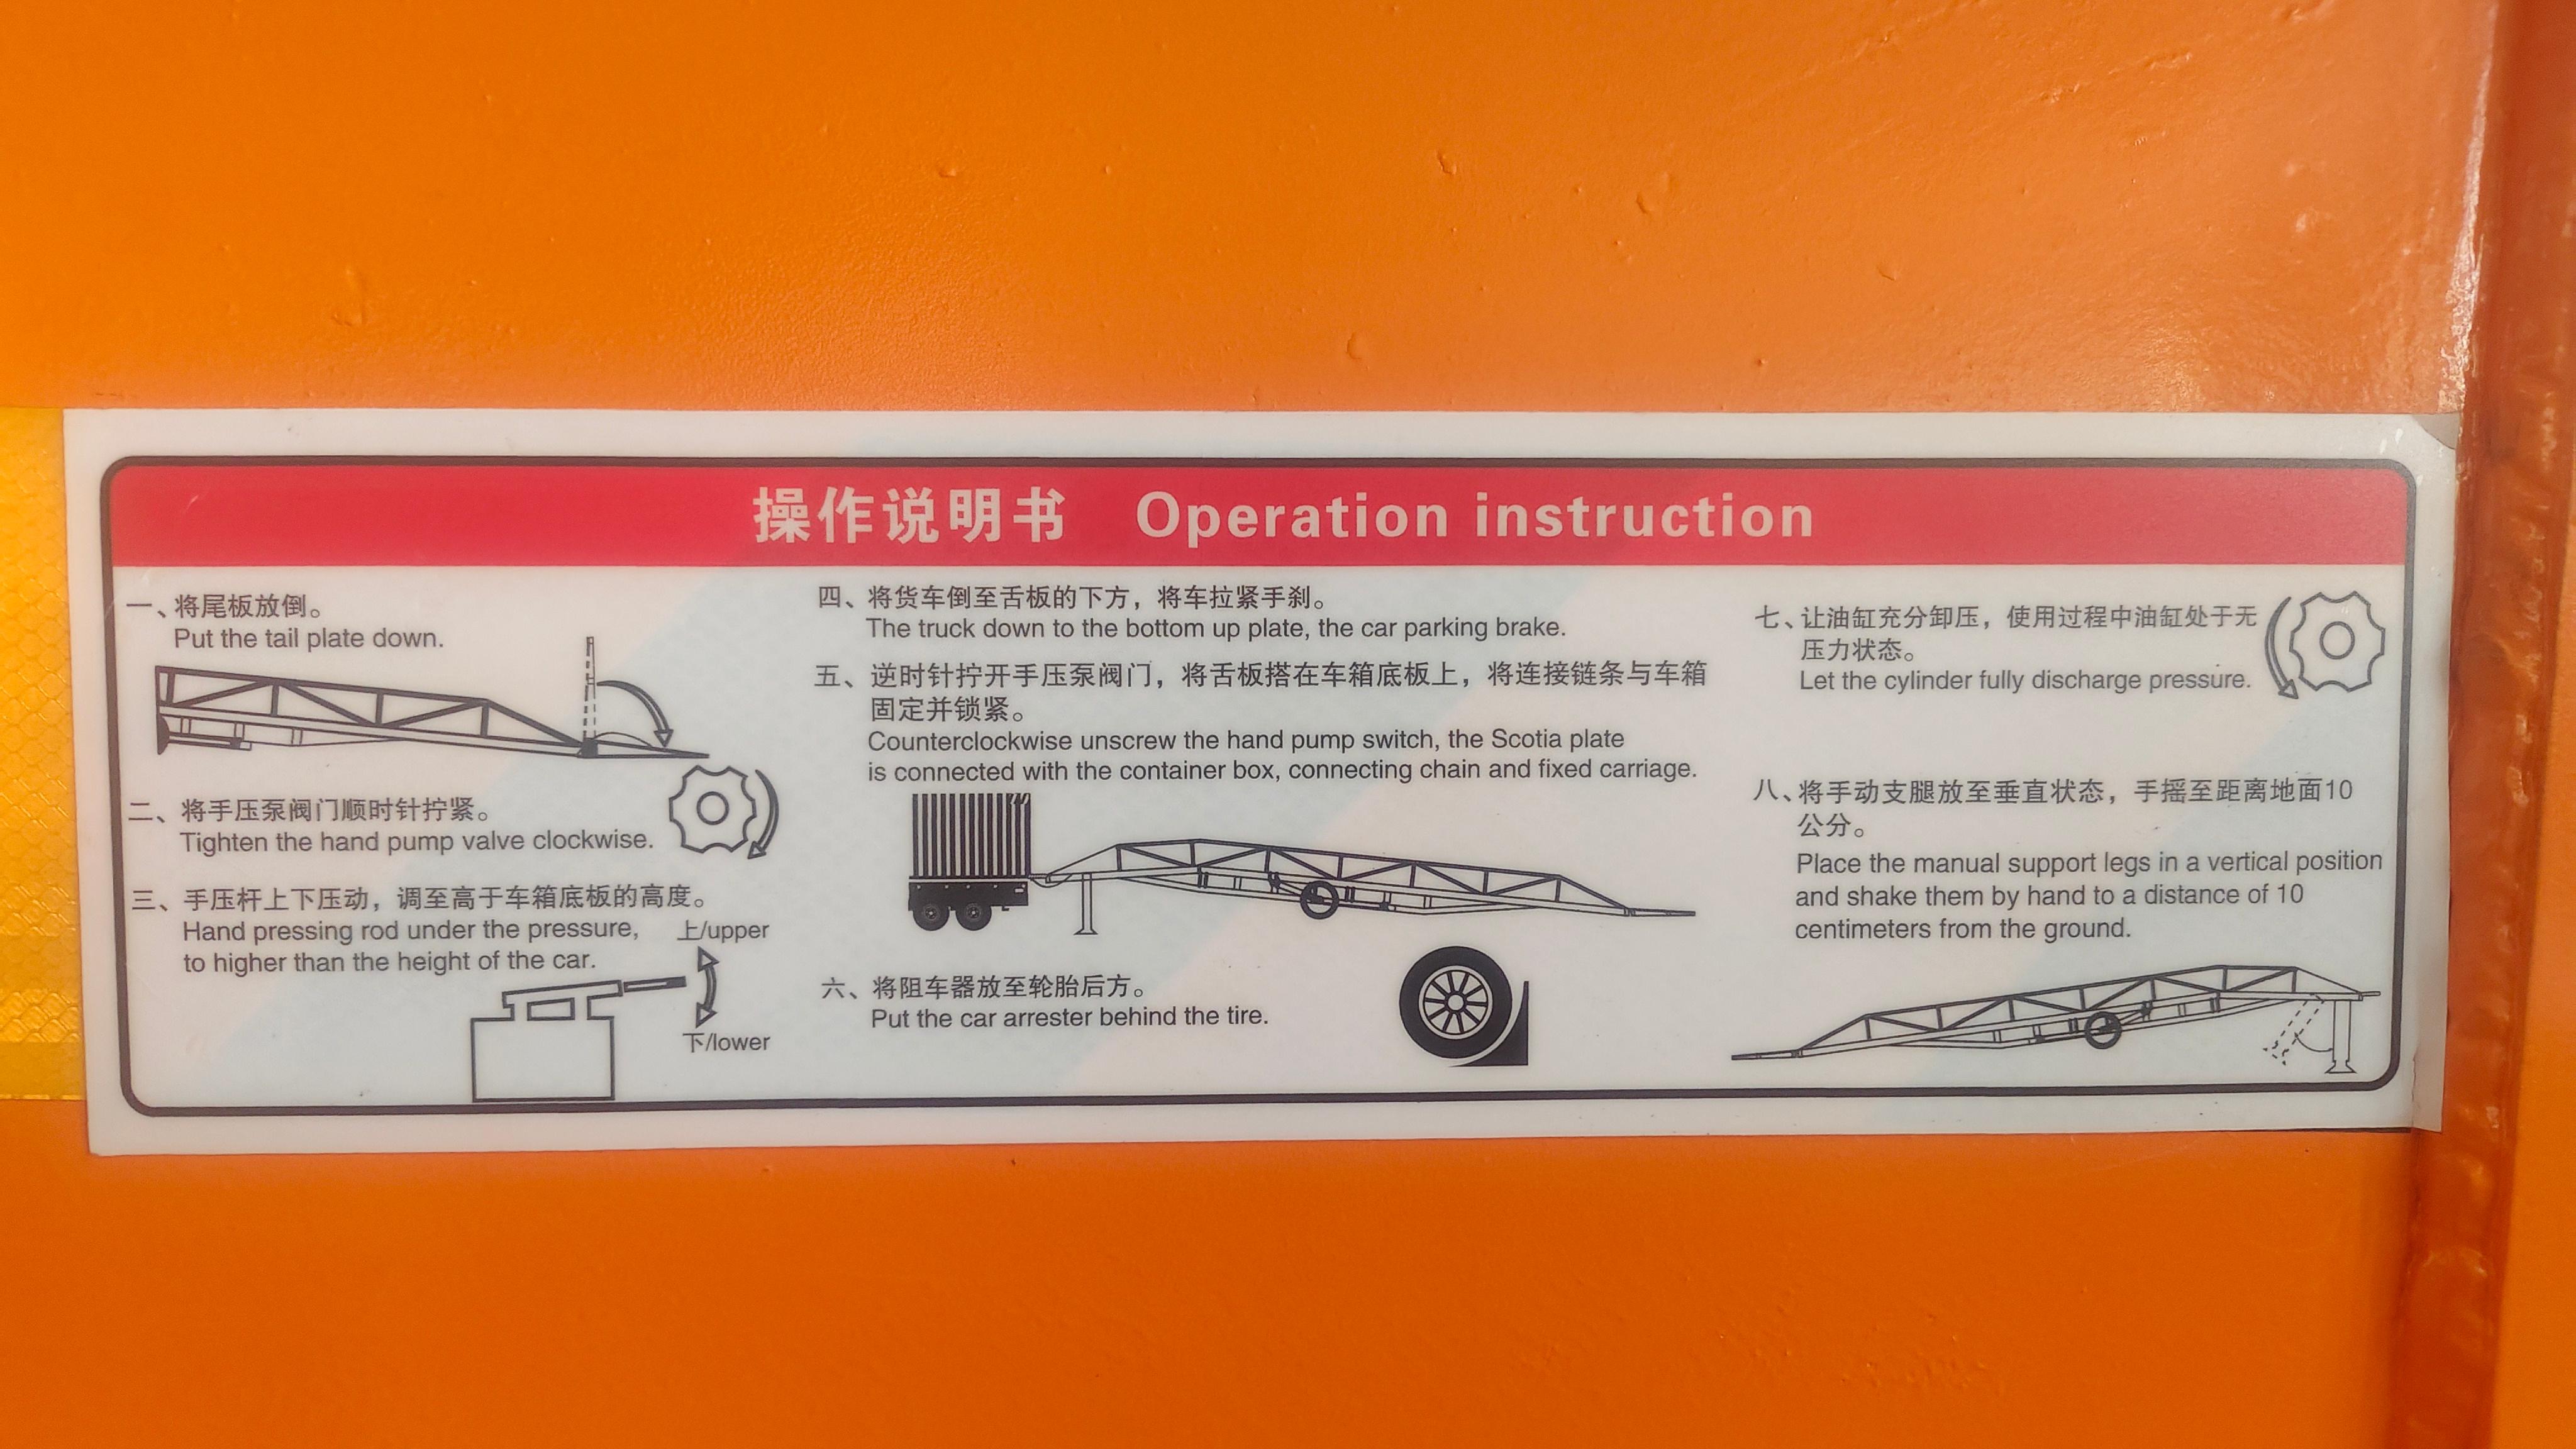 操作说明书 Operation instruction
一、将尾板放倒。
Put the tail plate down.
二、将手压泵阀门顺时针拧紧。
Tighten the hand pump valve clockwise.
三、手压杆上下压动，调至高于车箱底板的高度。
Hand pressing rod under the pressure,
to higher than the height of the car.
上/upper
下/lower
四、将货车倒至舌板的下方，将车拉紧手刹。
The truck down to the bottom up plate, the car parking brake.
五、逆时针拧开手压泵阀门，将舌板搭在车箱底板上，将连接链条与车箱
固定并锁紧。
Counterclockwise unscrew the hand pump switch, the Scotia plate
is connected with the container box, connecting chain and fixed carriage.
六、将阻车器放至轮胎后方。
Put the car arrester behind the tire.
七、让油缸充分卸压，使用过程中油缸处于无
压力状态。
Let the cylinder fully discharge pressure.
八、将手动支腿放至垂直状态，手摇至距离地面10
公分。
Place the manual support legs in a vertical position
and shake them by hand to a distance of 10
centimeters from the ground.